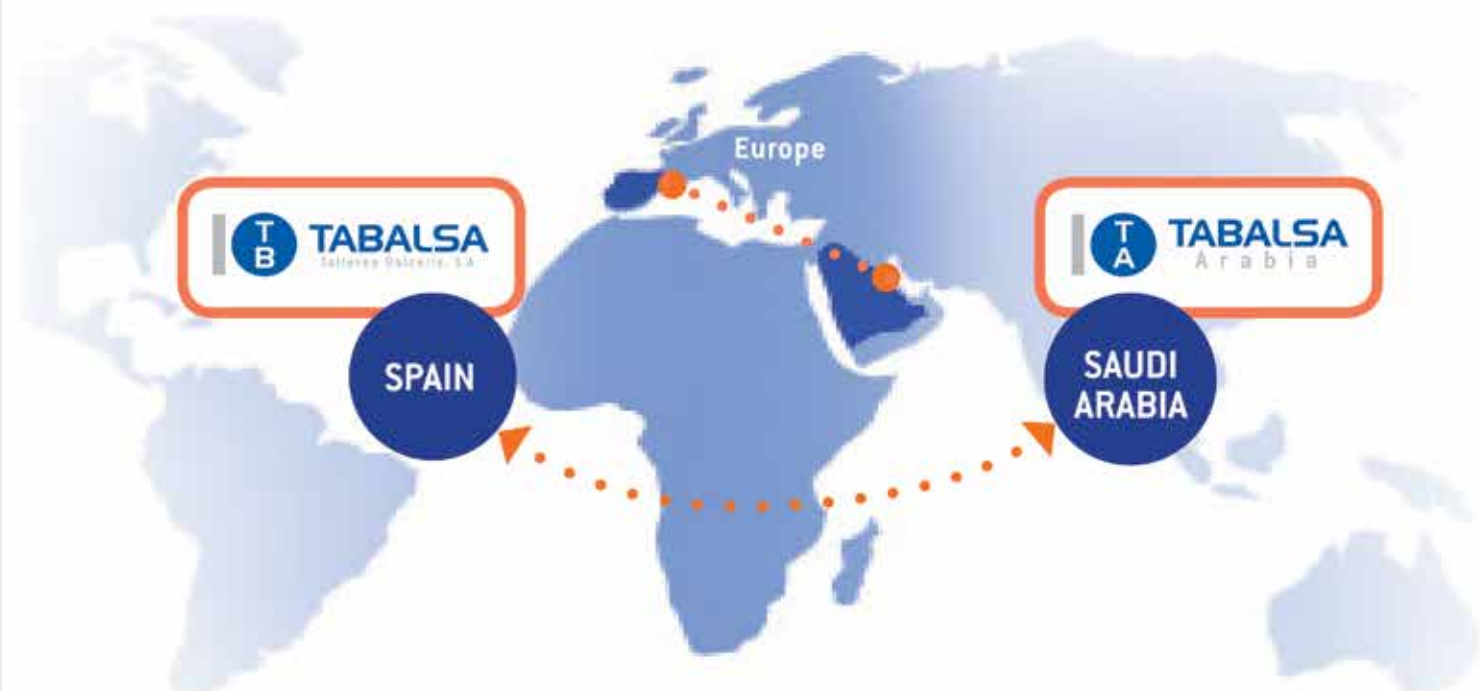 Europe
T
B
TABALSA
Talleres Balcells, S.A
SPAIN
T
A
TABALSA
Arabia
SAUDI
ARABIA